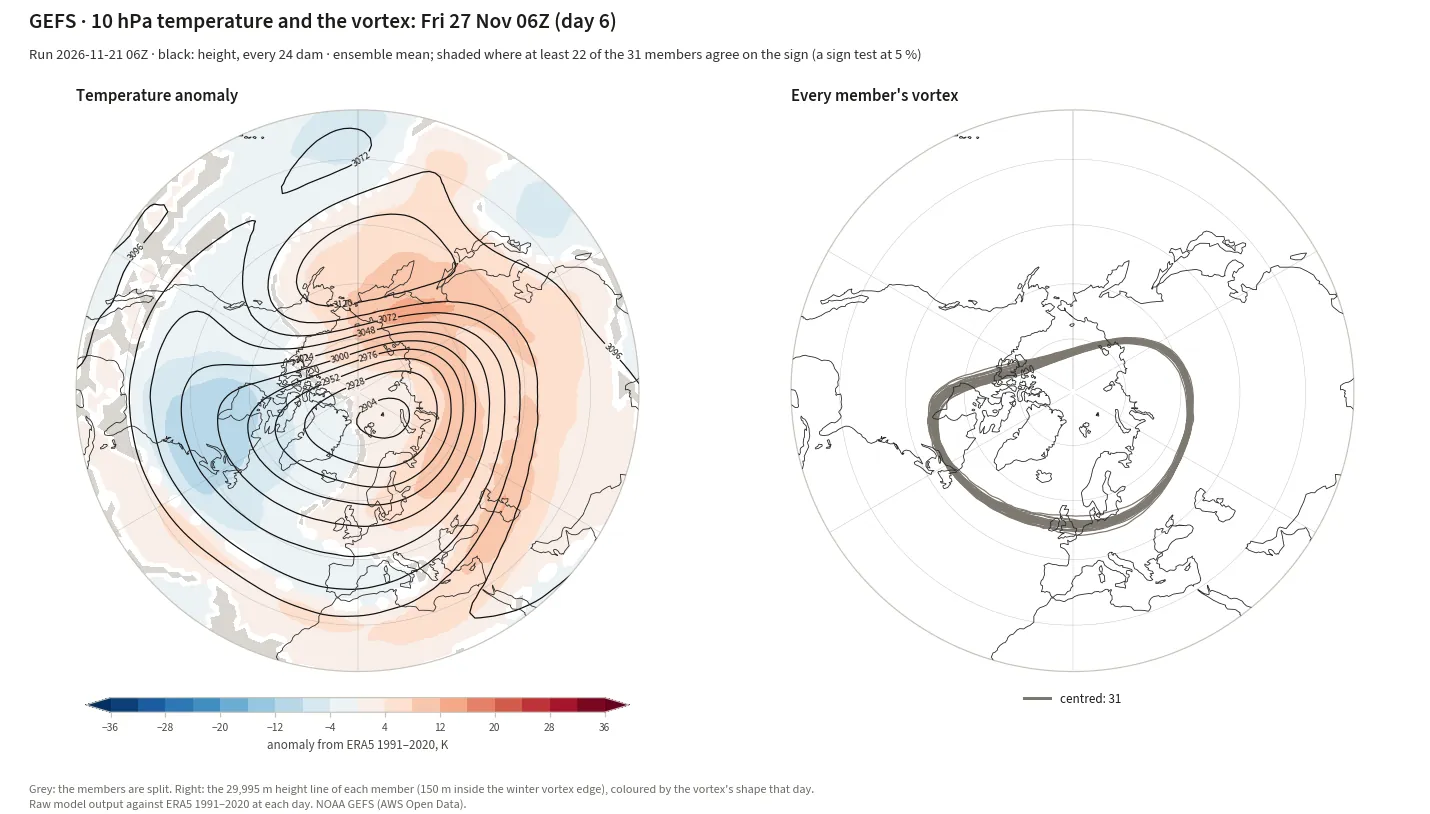 GEFS · 10 hPa temperature and the vortex: Fri 27 Nov 06Z (day 6)
Run 2026-11-21 06Z · black: height, every 24 dam · ensemble mean; shaded where at least 22 of the 31 members agree on the sign (a sign test at 5 %)
Temperature anomaly
Every member's vortex
3072
3096
3120
3072
3048
3024
3000
2976
2952
2928
2904
3096
centred: 31
−36 −28 −20 −12 −4 4 12 20 28 36
anomaly from ERA5 1991–2020, K
Grey: the members are split. Right: the 29,995 m height line of each member (150 m inside the winter vortex edge), coloured by the vortex's shape that day.
Raw model output against ERA5 1991–2020 at each day. NOAA GEFS (AWS Open Data).